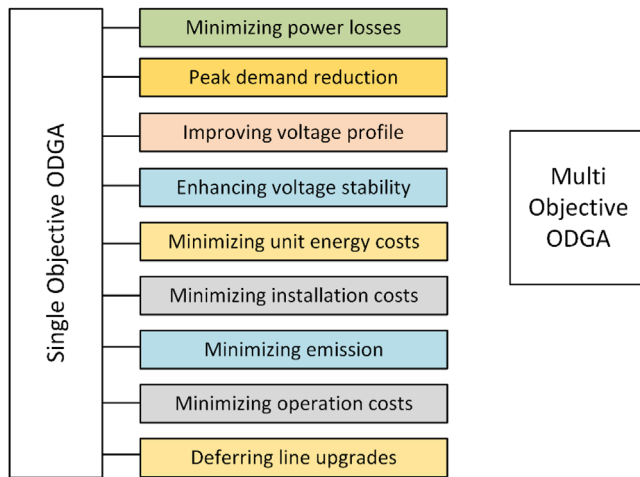 Single Objective ODGA
Minimizing power losses
Peak demand reduction
Improving voltage profile
Enhancing voltage stability
Minimizing unit energy costs
Minimizing installation costs
Minimizing emission
Minimizing operation costs
Deferring line upgrades
Multi
Objective
ODGA